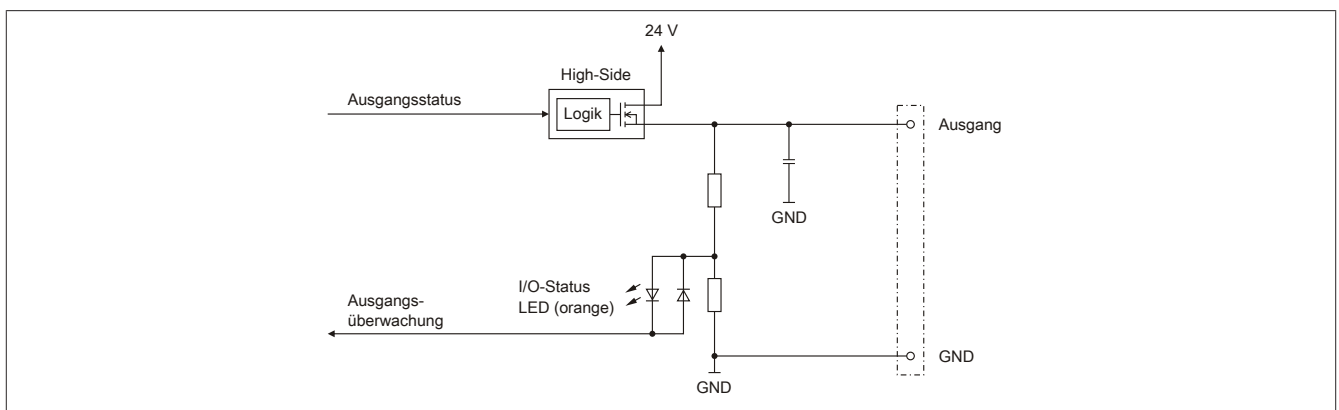 24 V
High-Side
Ausgangsstatus
Logik
Ausgang
GND
I/O-Status
LED (orange)
Ausgangs-
überwachung
GND
GND